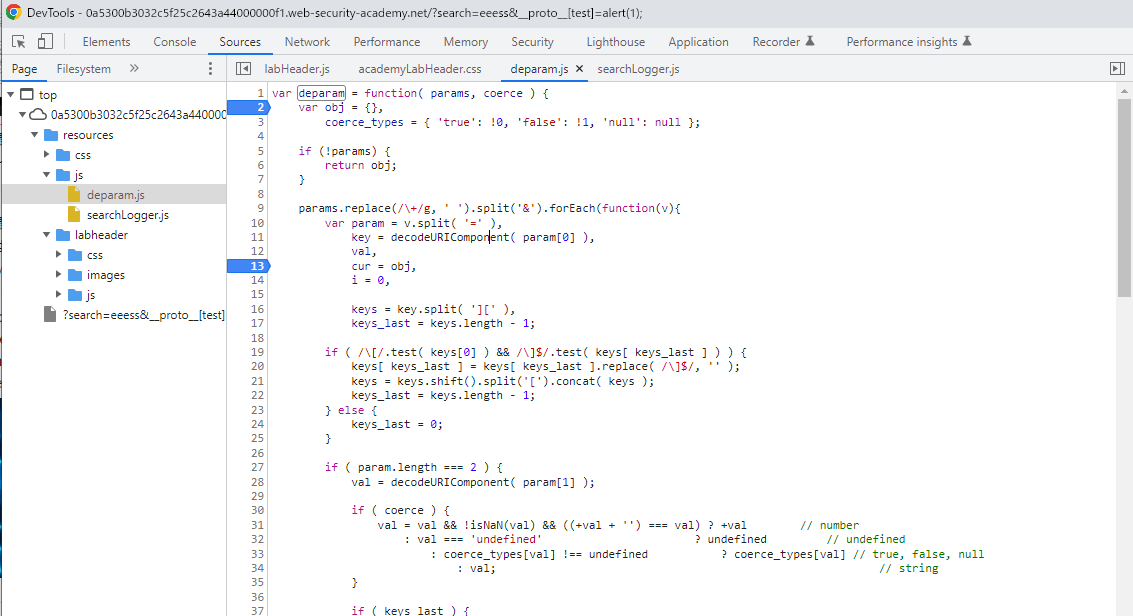 DevTools - 0a5300b3032c5f25c2643a44000000f1.web-security-academy.net/?search=eeess&__proto__[test]=alert(1);
Elements Console Sources Network Performance Memory Security Lighthouse Application Recorder Performance insights
Page Filesystem » labHeader.js academyLabHeader.css deparam.js × searchLogger.js
top
0a5300b3032c5f25c2643a440000
resources
css
js
deparam.js
searchLogger.js
labheader
css
images
js
?search=eeess&__proto__[test]
1 var deparam = function( params, coerce ) {
2 var obj = {},
3 coerce_types = { 'true': !0, 'false': !1, 'null': null };
4
5 if (!params) {
6 return obj;
7 }
8
9 params.replace(/\+/g, ' ').split('&').forEach(function(v){
10 var param = v.split( '=' ),
11 key = decodeURIComponent( param[0] ),
12 val,
13 cur = obj,
14 i = 0,
15
16 keys = key.split( '][' ),
17 keys_last = keys.length - 1;
18
19 if ( /\[/.test( keys[0] ) && /\]$/.test( keys[ keys_last ] ) ) {
20 keys[ keys_last ] = keys[ keys_last ].replace( /\]$/, '' );
21 keys = keys.shift().split('[').concat( keys );
22 keys_last = keys.length - 1;
23 } else {
24 keys_last = 0;
25 }
26
27 if ( param.length === 2 ) {
28 val = decodeURIComponent( param[1] );
29
30 if ( coerce ) {
31 val = val && !isNaN(val) && ((+val + '') === val) ? +val // number
32 : val === 'undefined' ? undefined // undefined
33 : coerce_types[val] !== undefined ? coerce_types[val] // true, false, null
34 : val; // string
35 }
36
37 if ( keys_last ) {